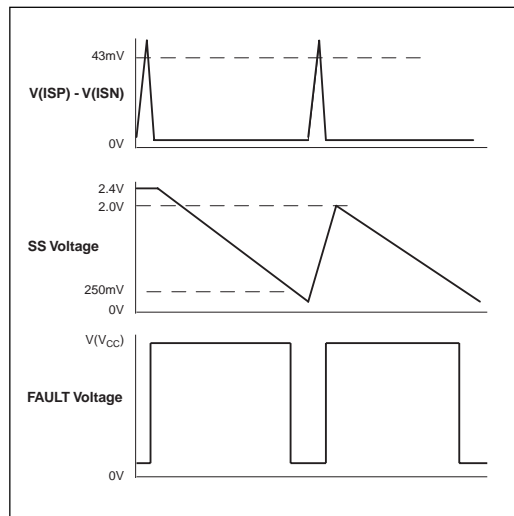 43mV
V(ISP) - V(ISN)
0V
2.4V
2.0V
SS Voltage
250mV
0V
V(VCC)
FAULT Voltage
0V